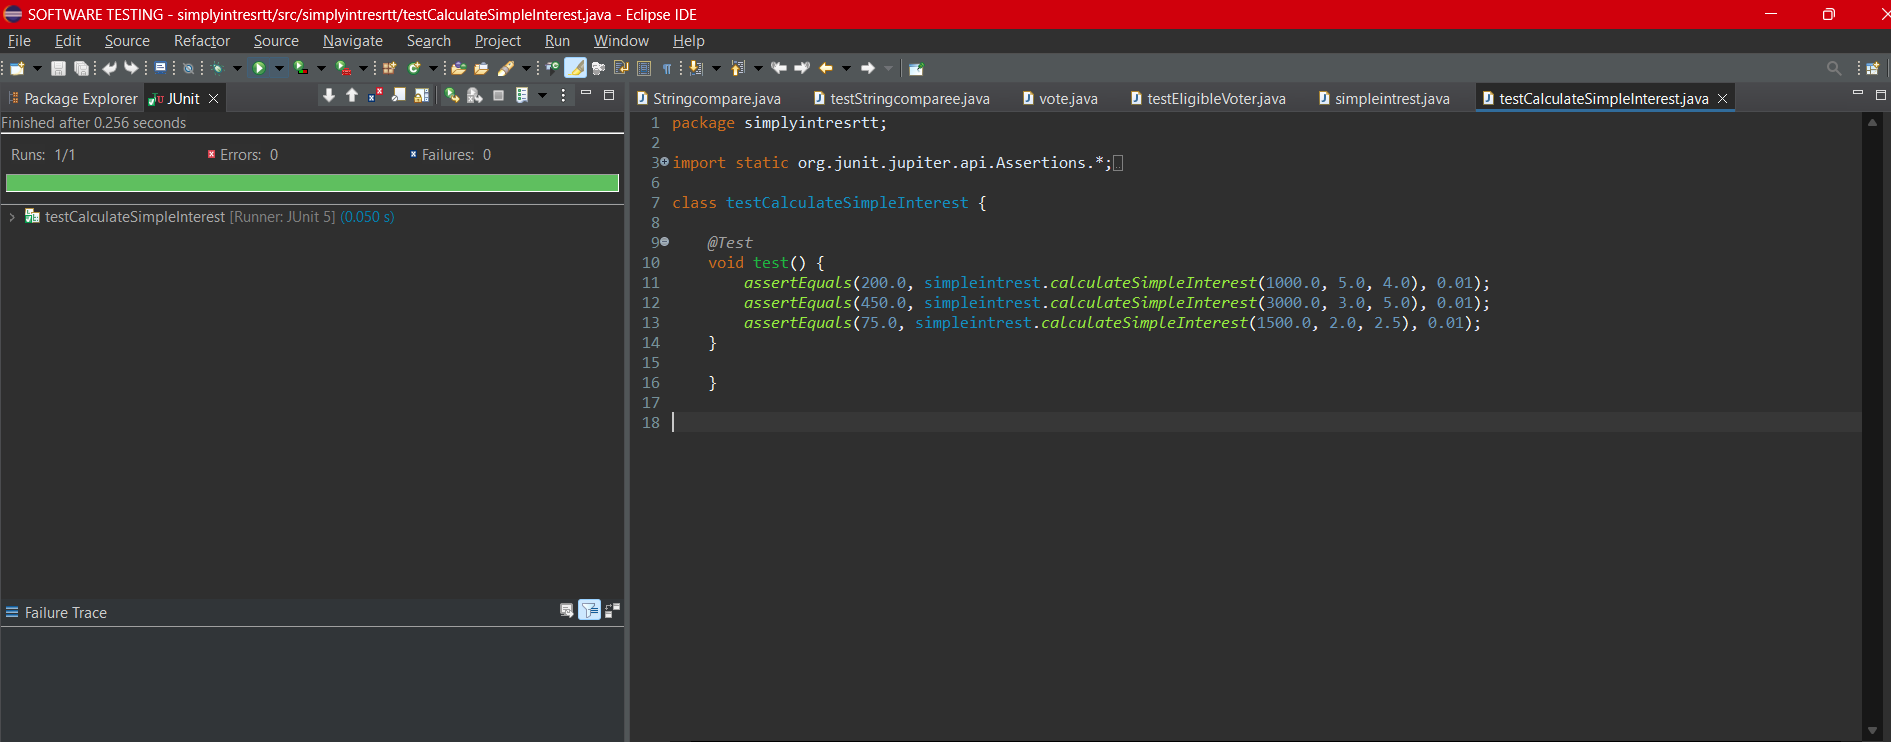 SOFTWARE TESTING - simplyintresrtt/src/simplyintresrtt/testCalculateSimpleInterest.java - Eclipse IDE
File Edit Source Refactor Source Navigate Search Project Run Window Help
Package Explorer JUnit
Finished after 0.256 seconds
Runs: 1/1 Errors: 0 Failures: 0
testCalculateSimpleInterest [Runner: JUnit 5] (0.050 s)
Failure Trace
Stringcompare.java testStringcomparee.java vote.java testEligibleVoter.java simpleintrest.java testCalculateSimpleInterest.java
1 package simplyintresrtt;
2
3 import static org.junit.jupiter.api.Assertions.*;
6
7 class testCalculateSimpleInterest {
8
9 @Test
10 void test() {
11 assertEquals(200.0, simpleintrest.calculateSimpleInterest(1000.0, 5.0, 4.0), 0.01);
12 assertEquals(450.0, simpleintrest.calculateSimpleInterest(3000.0, 3.0, 5.0), 0.01);
13 assertEquals(75.0, simpleintrest.calculateSimpleInterest(1500.0, 2.0, 2.5), 0.01);
14 }
15
16 }
17
18